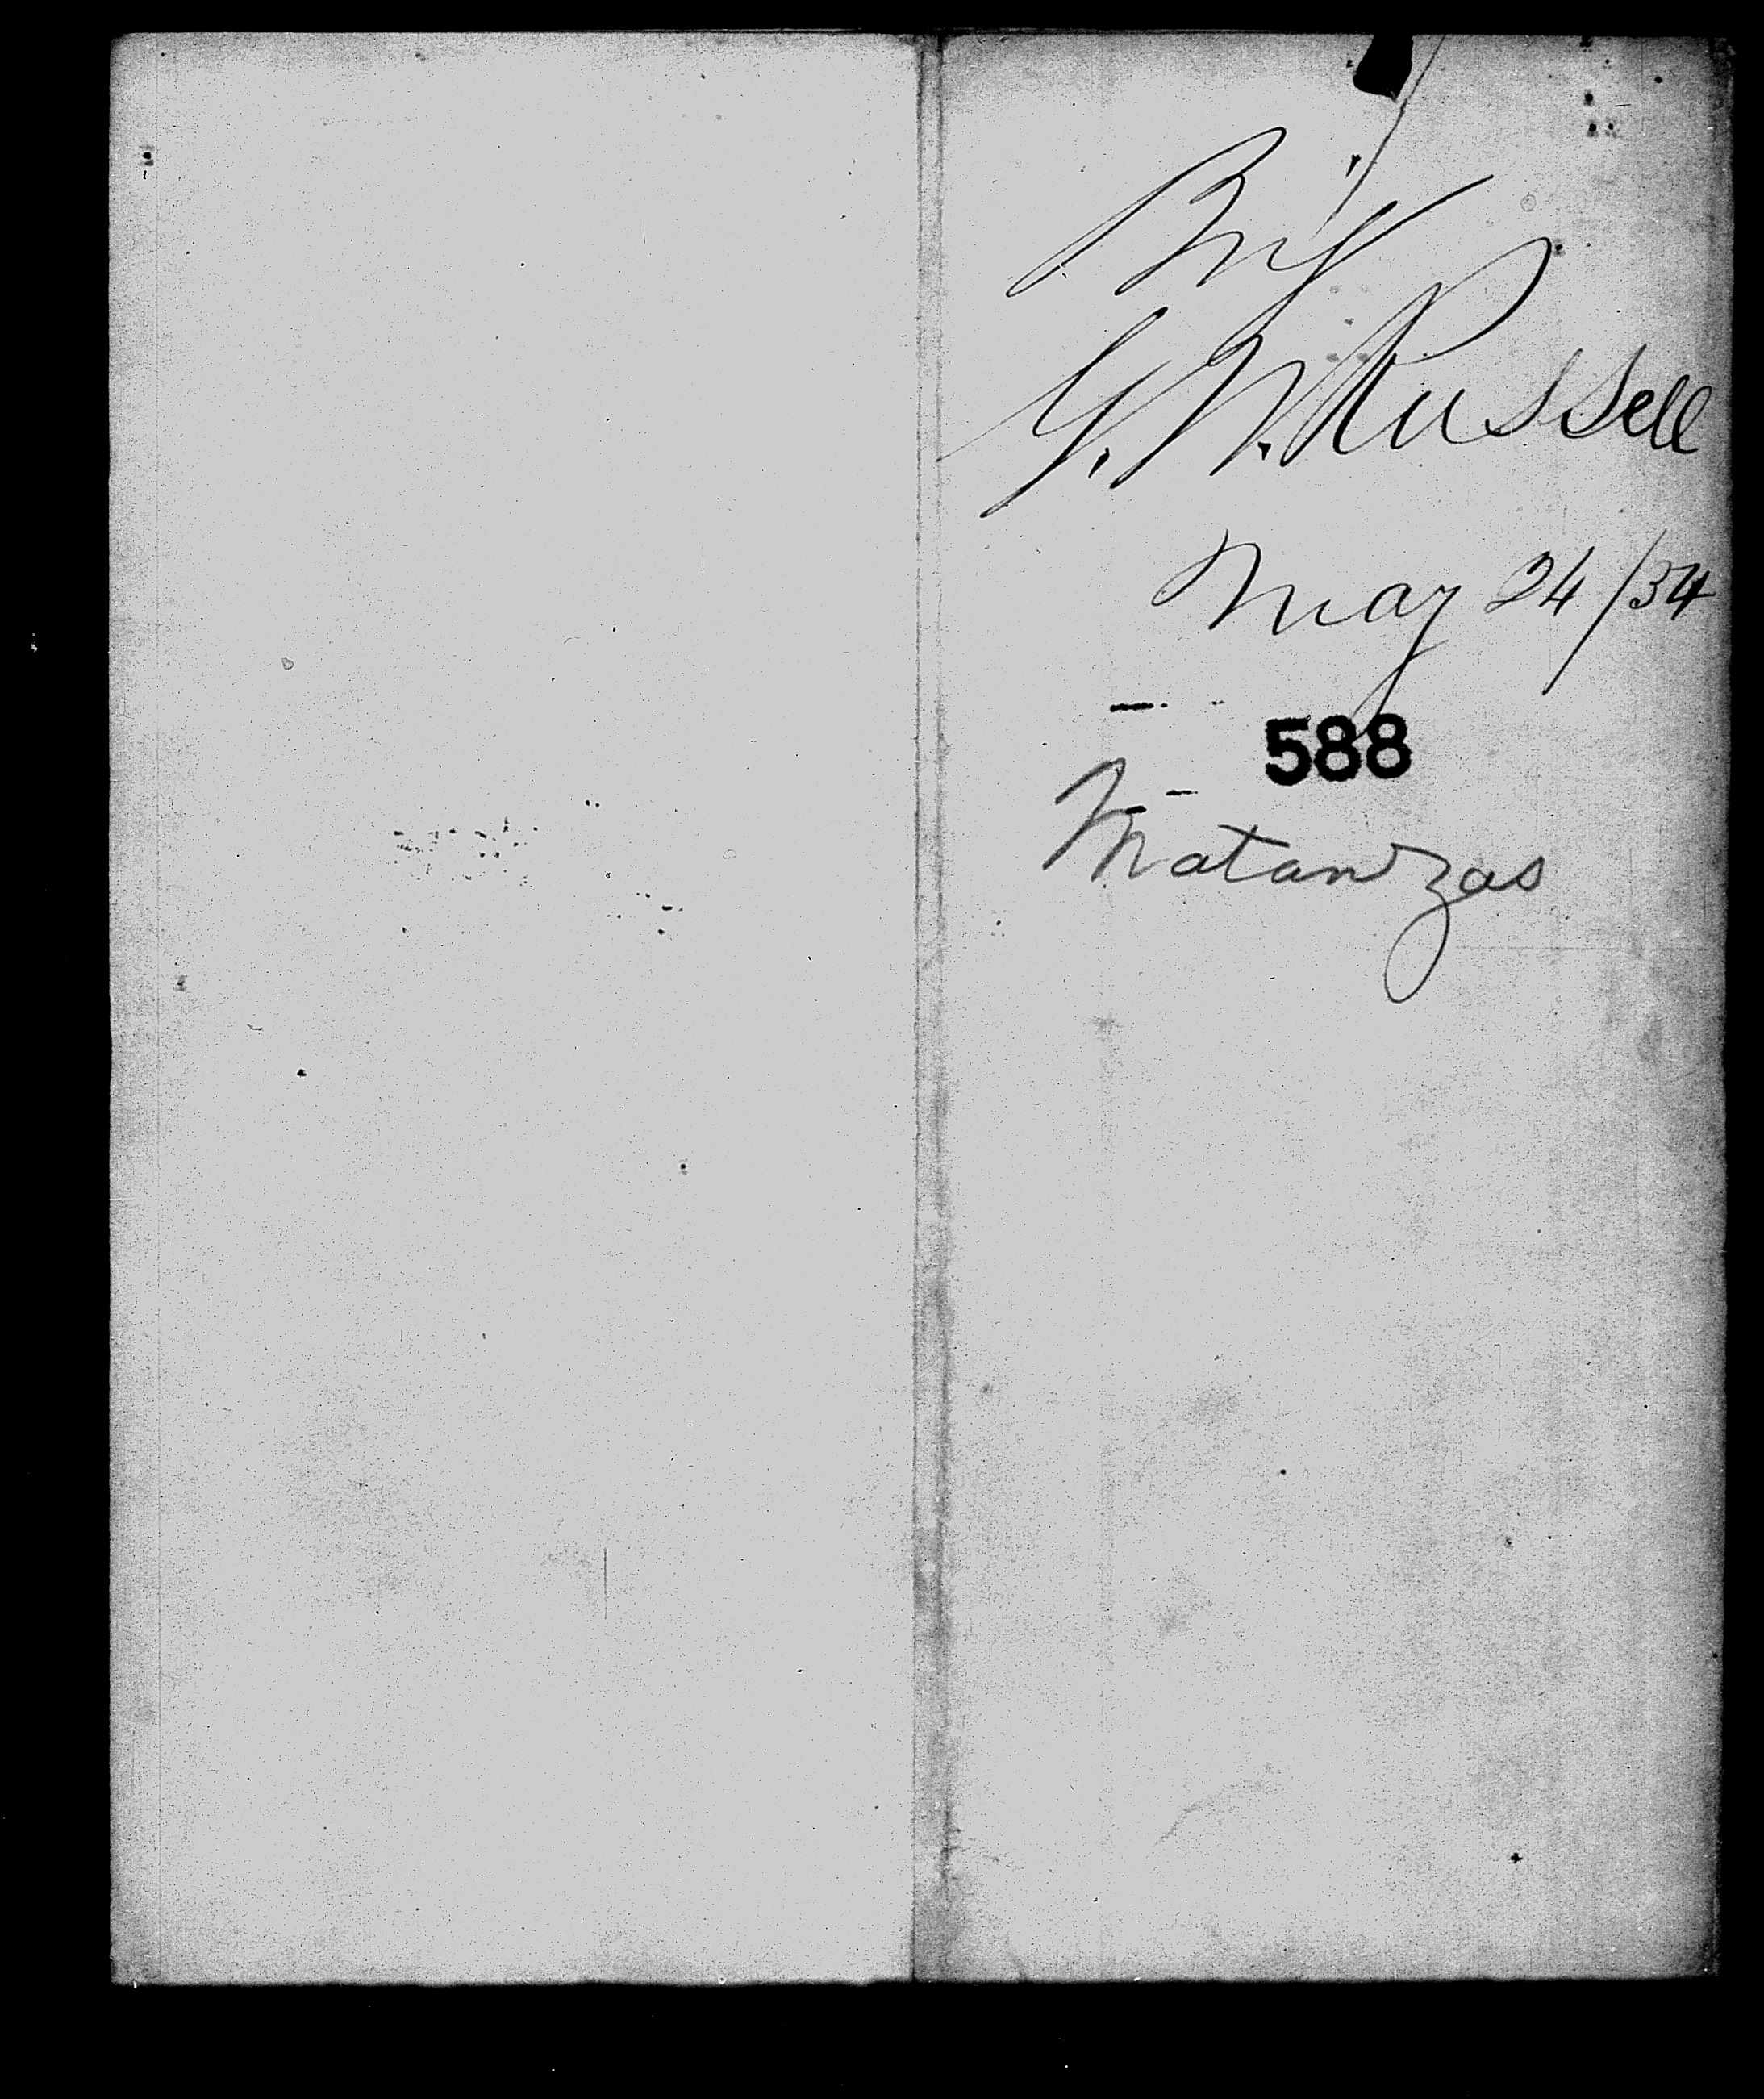 Brig
G. W. Russell
May 24/34
588
Matanzas